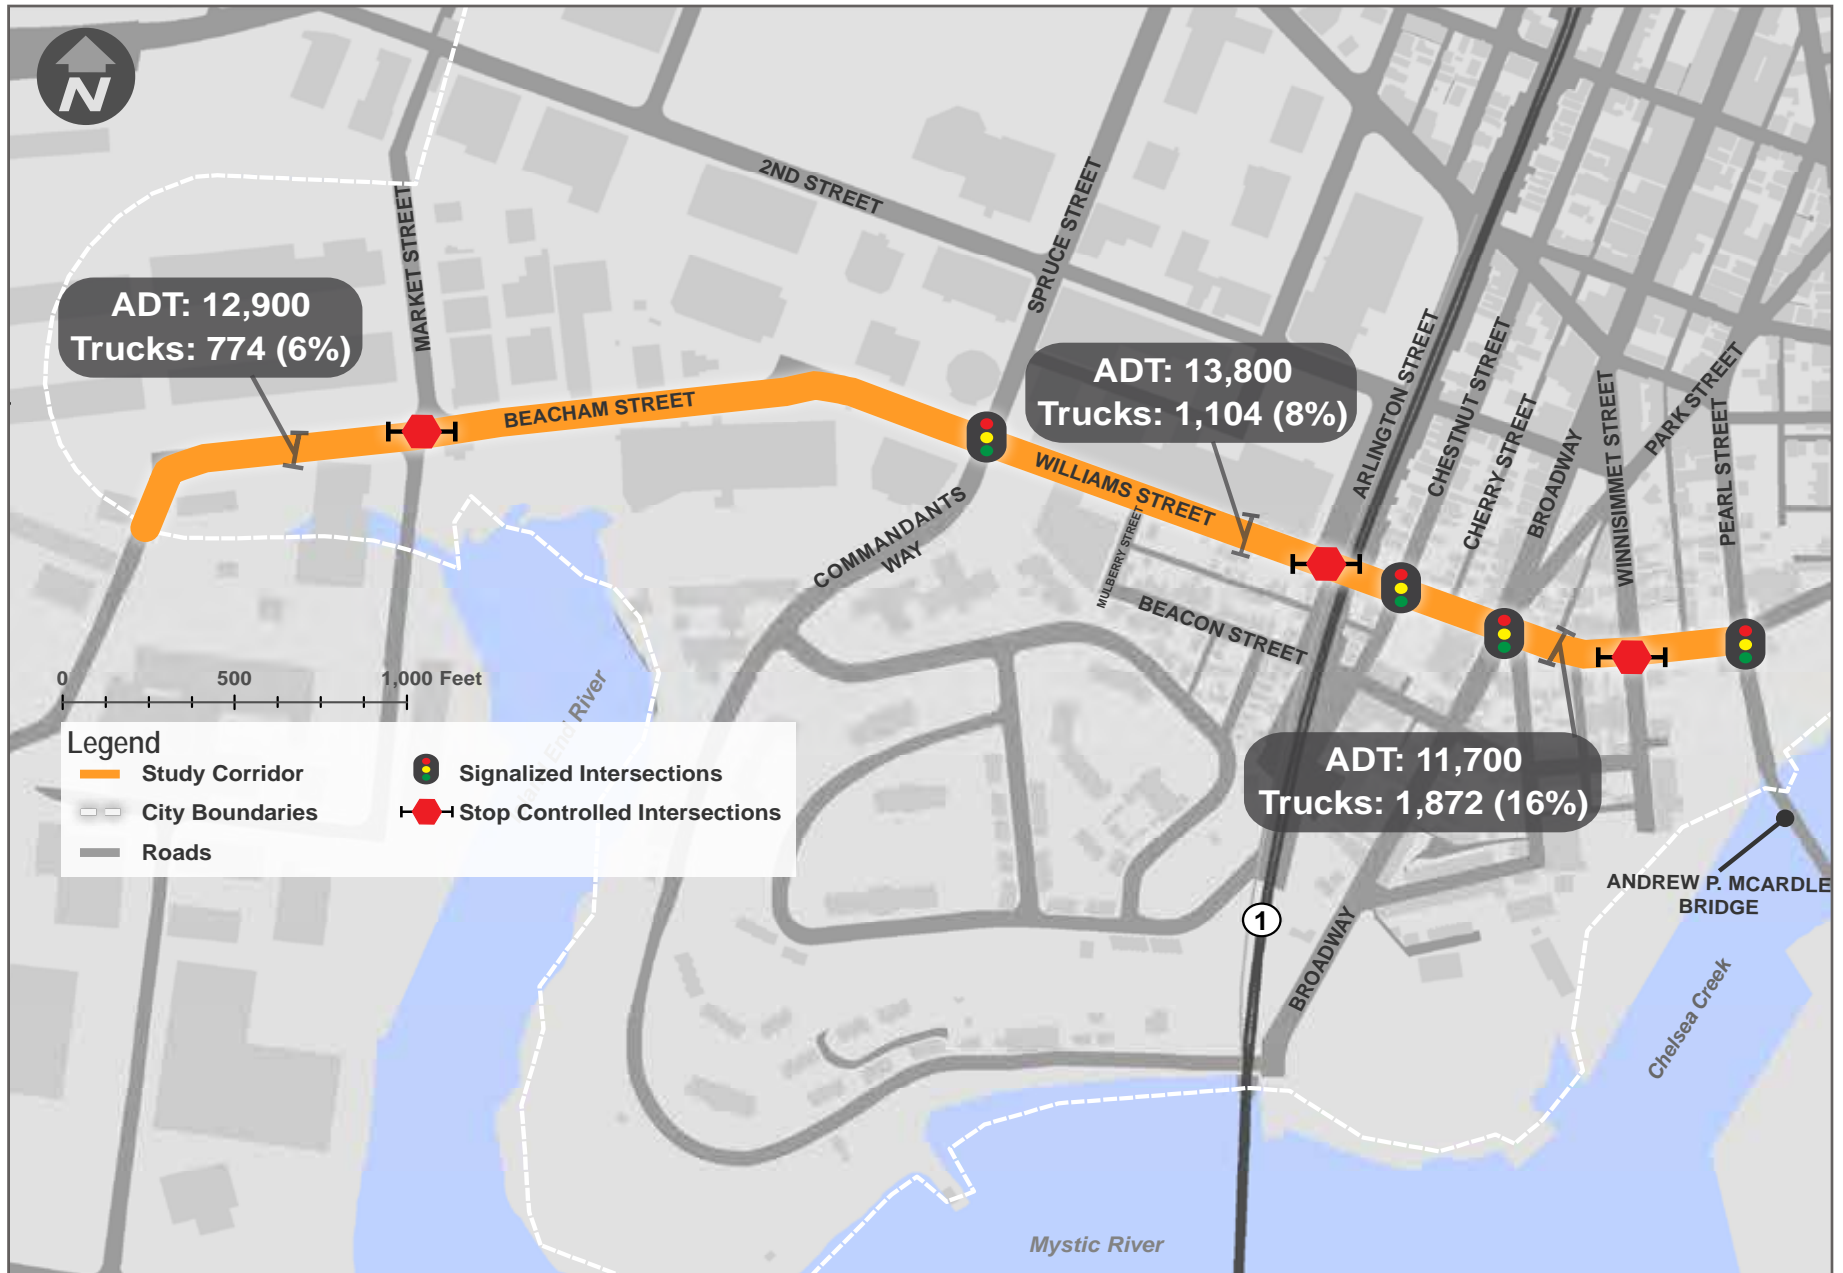 N
2ND STREET
MARKET STREET
SPRUCE STREET
ADT: 12,900
Trucks: 774 (6%)
ADT: 13,800
Trucks: 1,104 (8%)
ARLINGTON STREET
CHESTNUT STREET
CHERRY STREET
BROADWAY
WINNISIMMET STREET
PARK STREET
PEARL STREET
BEACHAM STREET
WILLIAMS STREET
COMMANDANTS
WAY
MULBERRY STREET
BEACON STREET
0 500 1,000 Feet
End River
Legend
Study Corridor
City Boundaries
Roads
Signalized Intersections
Stop Controlled Intersections
ADT: 11,700
Trucks: 1,872 (16%)
ANDREW P. MCARDLE
BRIDGE
1
BROADWAY
Chelsea Creek
Mystic River